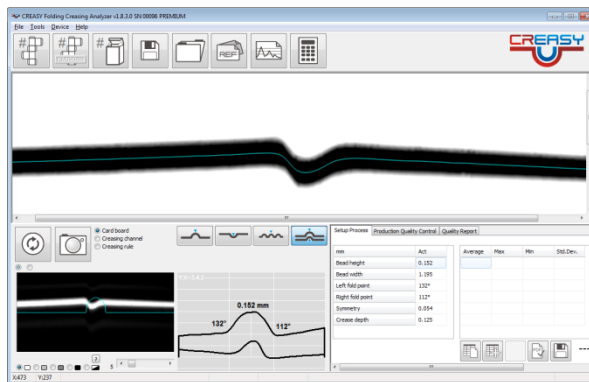 CREASY Folding Creasing Analyzer v1.8.3.0 SN:00096 PREMIUM
File Tools Device Help
# # #
REF
CREASY
Card board
Creasing channel
Creasing rule
0.152 mm
132° 112°
5
X:473 Y:237
Setup Process Production Quality Control Quality Report
mm Act
Bead height 0.152
Bead width 1.195
Left fold point 132°
Right fold point 112°
Symmetry 0.054
Crease depth 0.125
Average Max Min Std.Dev.